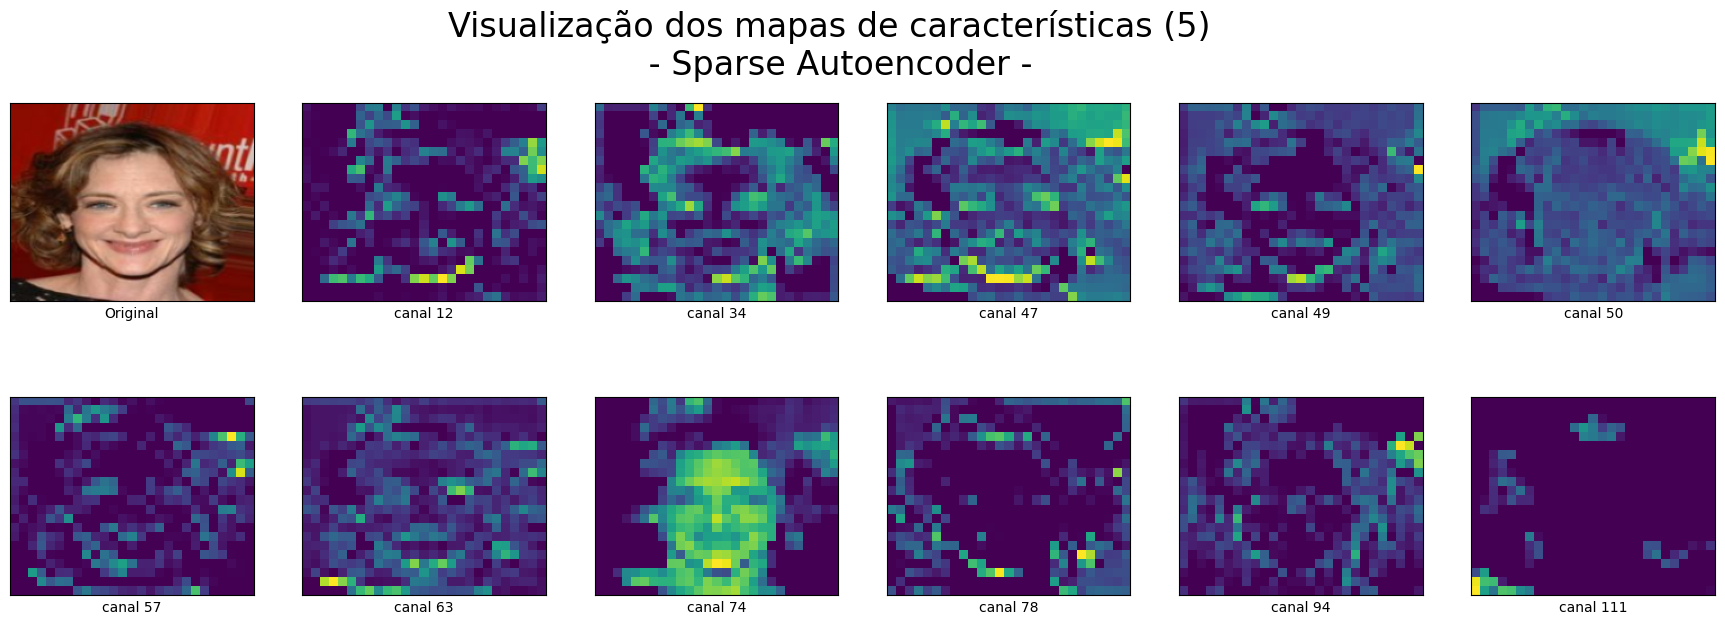 Visualização dos mapas de características (5)
- Sparse Autoencoder -
Original
canal 12
canal 34
canal 47
canal 49
canal 50
canal 57
canal 63
canal 74
canal 78
canal 94
canal 111